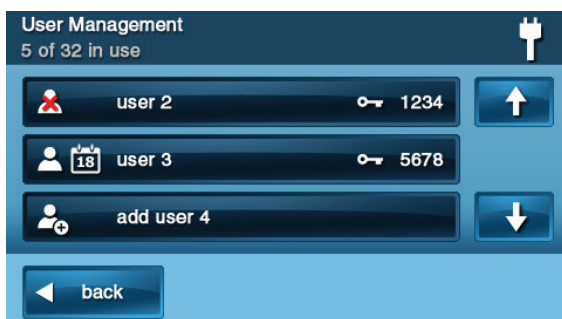 User Management
5 of 32 in use
user 2 1234
18 user 3 5678
add user 4
back